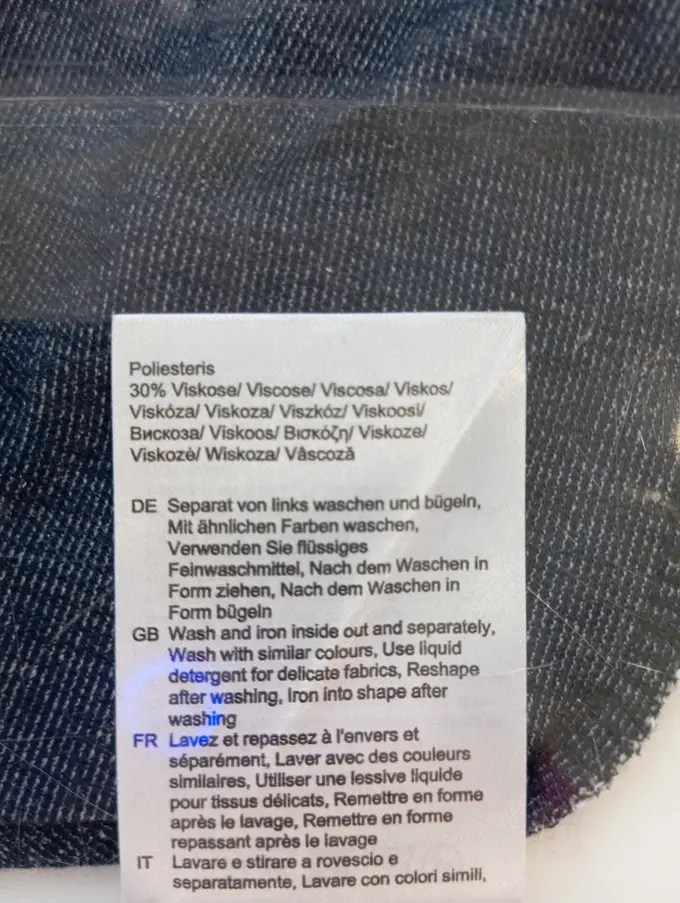 Poliesteris
30% Viskose/ Viscose/ Viscosa/ Viskos/
Viskóza/ Viskoza/ Viszkóz/ Viskoosi/
Вискоза/ Viskoos/ Βισκόζη/ Viskoze/
Viskozė/ Wiskoza/ Vâscoză
DE Separat von links waschen und bügeln,
Mit ähnlichen Farben waschen,
Verwenden Sie flüssiges
Feinwaschmittel, Nach dem Waschen in
Form ziehen, Nach dem Waschen in
Form bügeln
GB Wash and iron inside out and separately,
Wash with similar colours, Use liquid
detergent for delicate fabrics, Reshape
after washing, Iron into shape after
washing
FR Lavez et repassez à l'envers et
séparément, Laver avec des couleurs
similaires, Utiliser une lessive liquide
pour tissus délicats, Remettre en forme
après le lavage, Remettre en forme
repassant après le lavage
IT Lavare e stirare a rovescio e
separatamente, Lavare con colori simili,